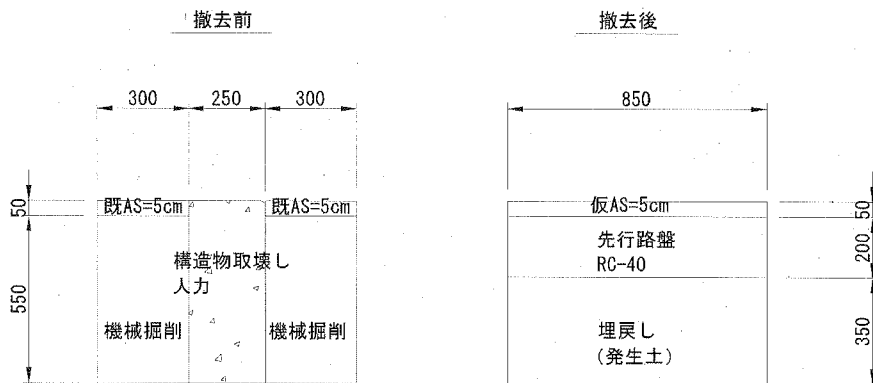 撤去前
撤去後
300
250
300
850
50
既AS=5cm
既AS=5cm
550
構造物取壊し
人力
機械掘削
機械掘削
仮AS=5cm
先行路盤
RC-40
埋戻し
(発生土)
50
200
350